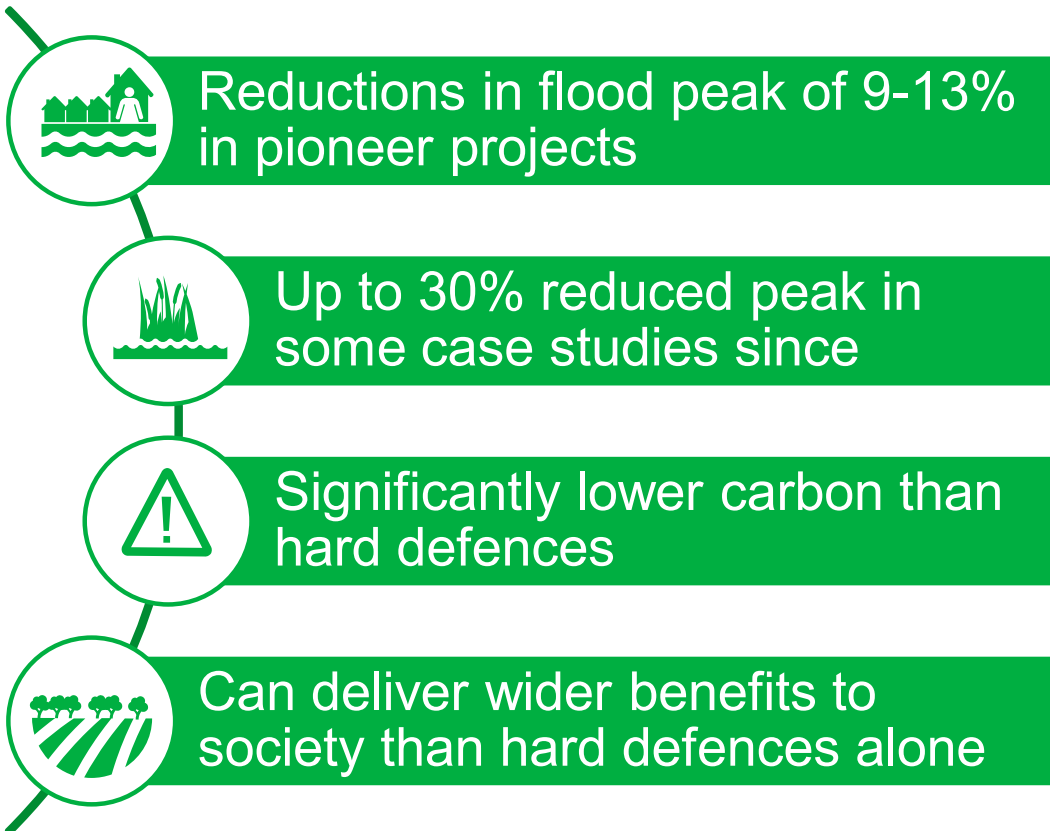 Reductions in flood peak of 9-13%
in pioneer projects
Up to 30% reduced peak in
some case studies since
Significantly lower carbon than
hard defences
Can deliver wider benefits to
society than hard defences alone